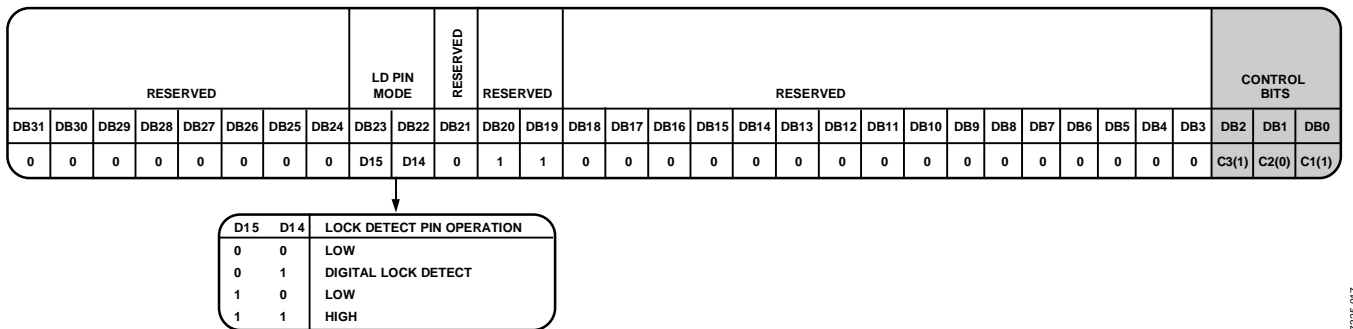 RESERVED LD PIN MODE RESERVED RESERVED RESERVED CONTROL BITS
DB31 DB30 DB29 DB28 DB27 DB26 DB25 DB24 DB23 DB22 DB21 DB20 DB19 DB18 DB17 DB16 DB15 DB14 DB13 DB12 DB11 DB10 DB9 DB8 DB7 DB6 DB5 DB4 DB3 DB2 DB1 DB0
0 0 0 0 0 0 0 0 D15 D14 0 1 1 0 0 0 0 0 0 0 0 0 0 0 0 0 0 0 0 C3(1) C2(0) C1(1)
D15 D14 LOCK DETECT PIN OPERATION
0 0 LOW
0 1 DIGITAL LOCK DETECT
1 0 LOW
1 1 HIGH